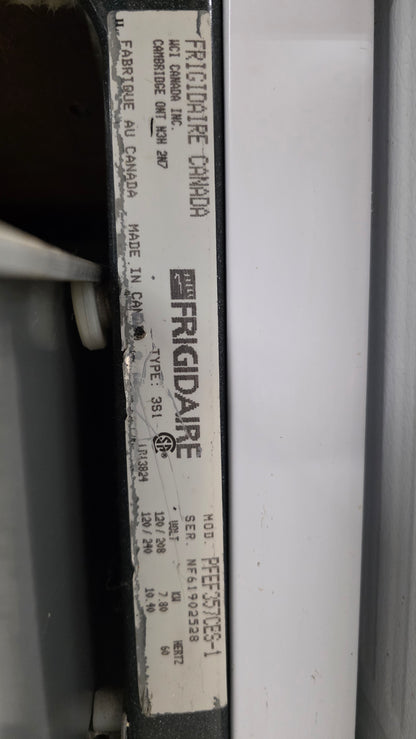 FRIGIDAIRE CANADA
WCI CANADA INC.
CAMBRIDGE ONT N3H 2N7
FABRIQUE AU CANADA MADE IN CAN
FRIGIDAIRE
TYPE: 3S1
LR13824
MOD. PFEF357CES-1
SER. NF61902528
VOLT KW HERTZ
120/208 7.80 60
120/240 10.40